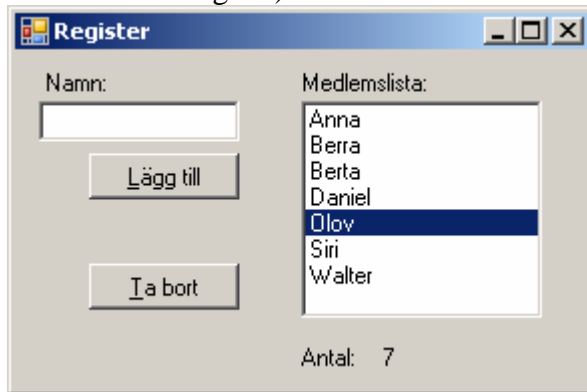 Register
Namn:
Lägg till
Ta bort
Medlemslista:
Anna
Berra
Berta
Daniel
Olov
Siri
Walter
Antal: 7